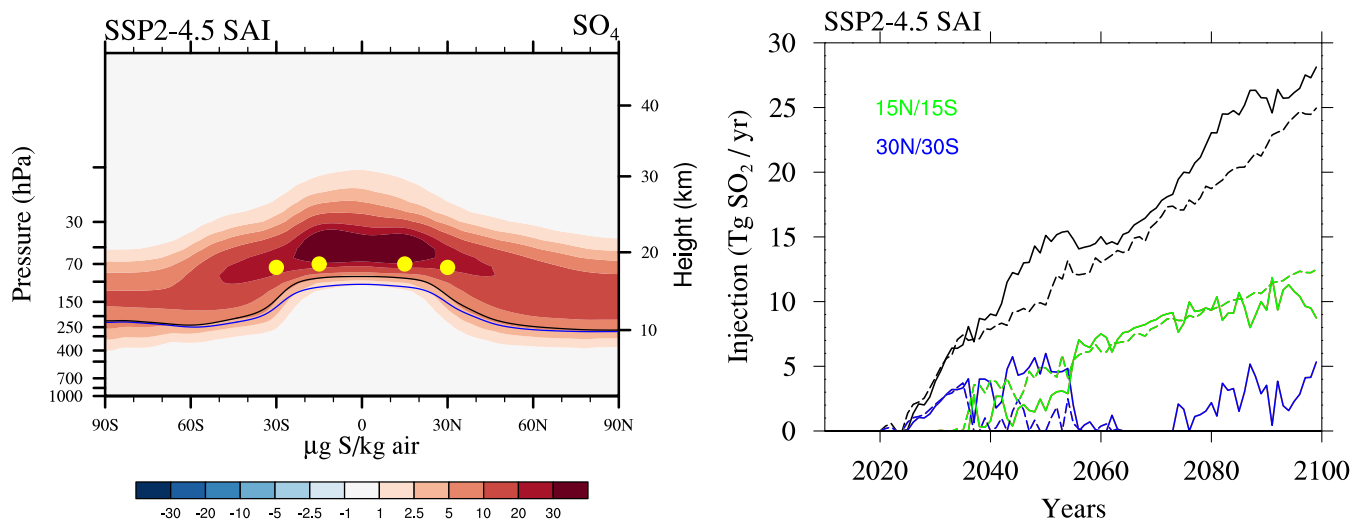 SSP2-4.5 SAI
SO4
Pressure (hPa)
30
70
150
250
400
700
1000
40
30
20
10
Height (km)
90S 60S 30S 0 30N 60N 90N
µg S/kg air
-30 -20 -10 -5 -2.5 -1 1 2.5 5 10 20 30
SSP2-4.5 SAI
Injection (Tg SO2 / yr)
30
25
20
15
10
5
0
15N/15S
30N/30S
2020 2040 2060 2080 2100
Years